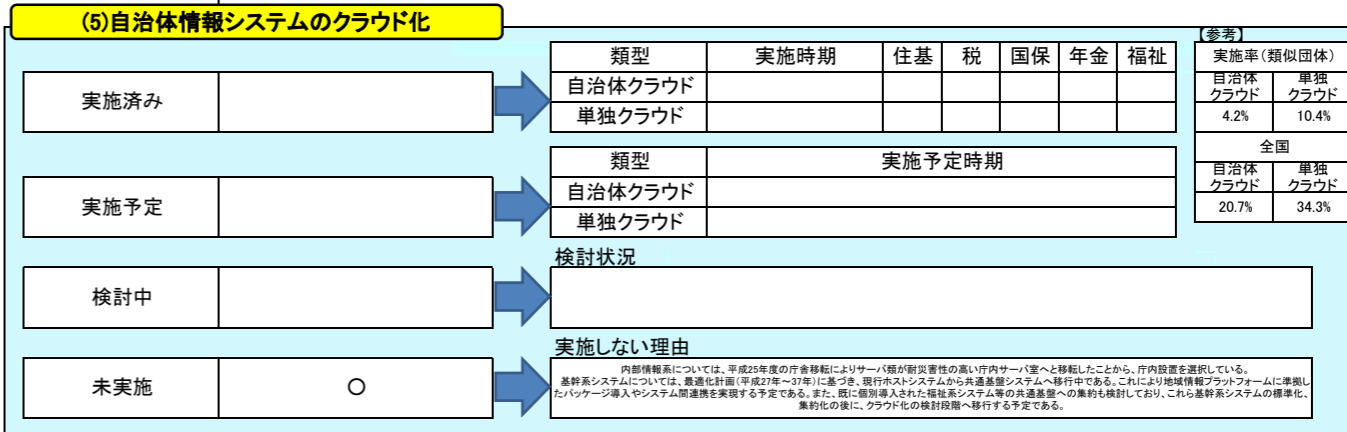 (5)自治体情報システムのクラウド化
実施済み
類型 実施時期 住基 税 国保 年金 福祉
自治体クラウド
単独クラウド
【参考】
実施率(類似団体)
自治体クラウド 単独クラウド
4.2% 10.4%
全国
自治体クラウド 単独クラウド
20.7% 34.3%
実施予定
類型 実施予定時期
自治体クラウド
単独クラウド
検討中
検討状況
未実施 ○
実施しない理由
内部情報系については、平成25年度の庁舎移転によりサーバ類が耐災害性の高い庁内サーバ室へと移転したことから、庁内設置を選択している。
基幹系システムについては、最適化計画(平成27年~37年)に基づき、現行ホストシステムから共通基盤システムへ移行中である。これにより地域情報プラットフォームに準拠し
たパッケージ導入やシステム間連携を実現する予定である。また、既に個別導入された福祉系システム等の共通基盤への集約も検討しており、これら基幹系システムの標準化、
集約化の後に、クラウド化の検討段階へ移行する予定である。